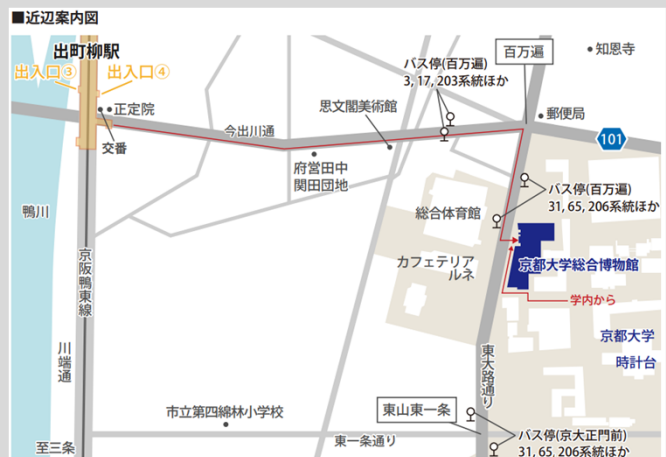 ■近辺案内図
出町柳駅
出入口③
出入口④
正定院
交番
今出川通
思文閣美術館
府営田中
関田団地
バス停(百万遍)
3, 17, 203系統ほか
百万遍
知恩寺
郵便局
101
バス停(百万遍)
31, 65, 206系統ほか
総合体育館
カフェテリア
ルネ
京都大学総合博物館
学内から
京都大学
時計台
鴨川
京阪鴨東線
川端通
東大路通り
市立第四錦林小学校
東山東一条
東一条通り
バス停(京大正門前)
31, 65, 206系統ほか
至三条